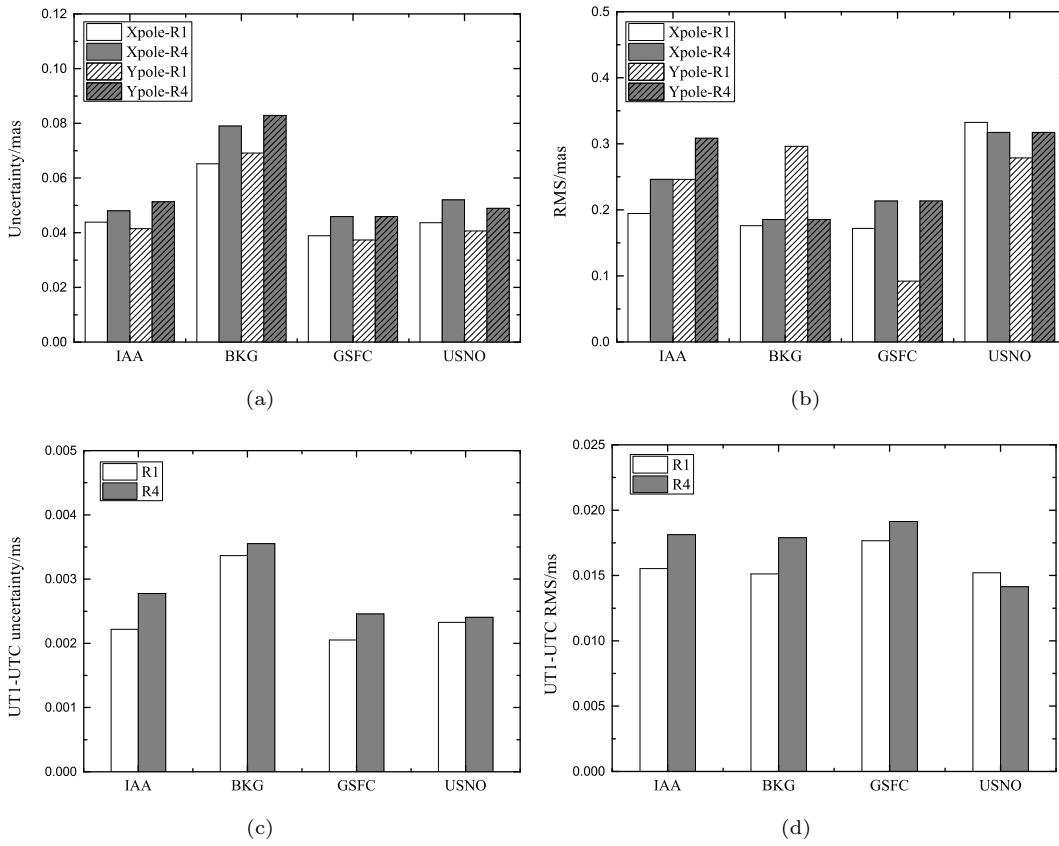 0.12
0.10
0.08
0.06
0.04
0.02
0.00
Uncertainty/mas
Xpole-R1
Xpole-R4
Ypole-R1
Ypole-R4
IAA BKG GSFC USNO
(a)
0.5
0.4
0.3
0.2
0.1
0.0
RMS/mas
Xpole-R1
Xpole-R4
Ypole-R1
Ypole-R4
IAA BKG GSFC USNO
(b)
0.005
0.004
0.003
0.002
0.001
0.000
UT1-UTC uncertainty/ms
R1
R4
IAA BKG GSFC USNO
(c)
0.025
0.020
0.015
0.010
0.005
0.000
UT1-UTC RMS/ms
R1
R4
IAA BKG GSFC USNO
(d)